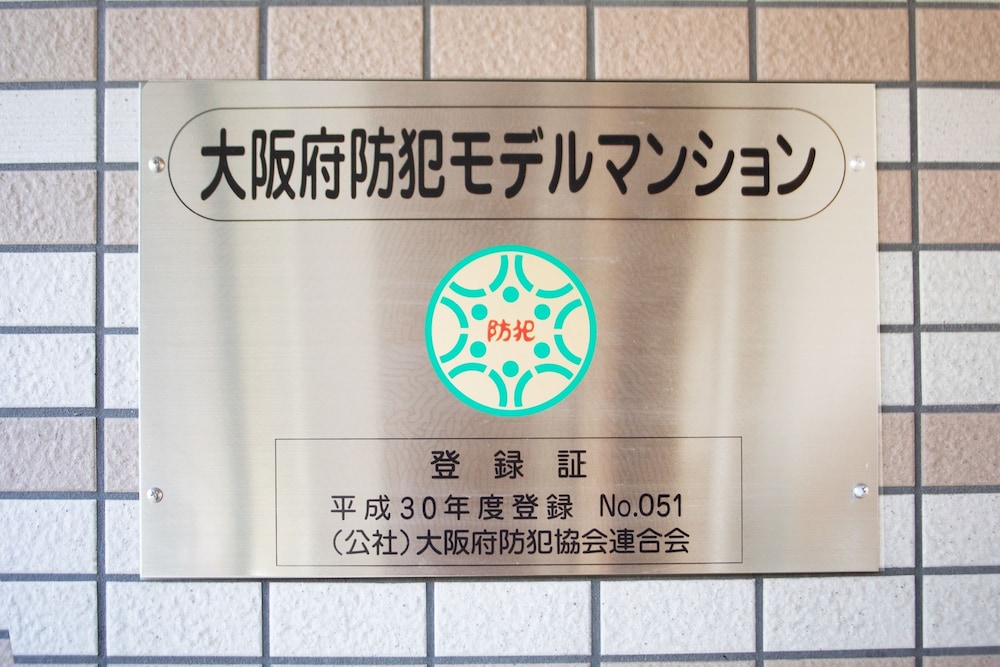 大阪府防犯モデルマンション
防犯
登録証
平成30年度登録 No.051
(公社)大阪府防犯協会連合会